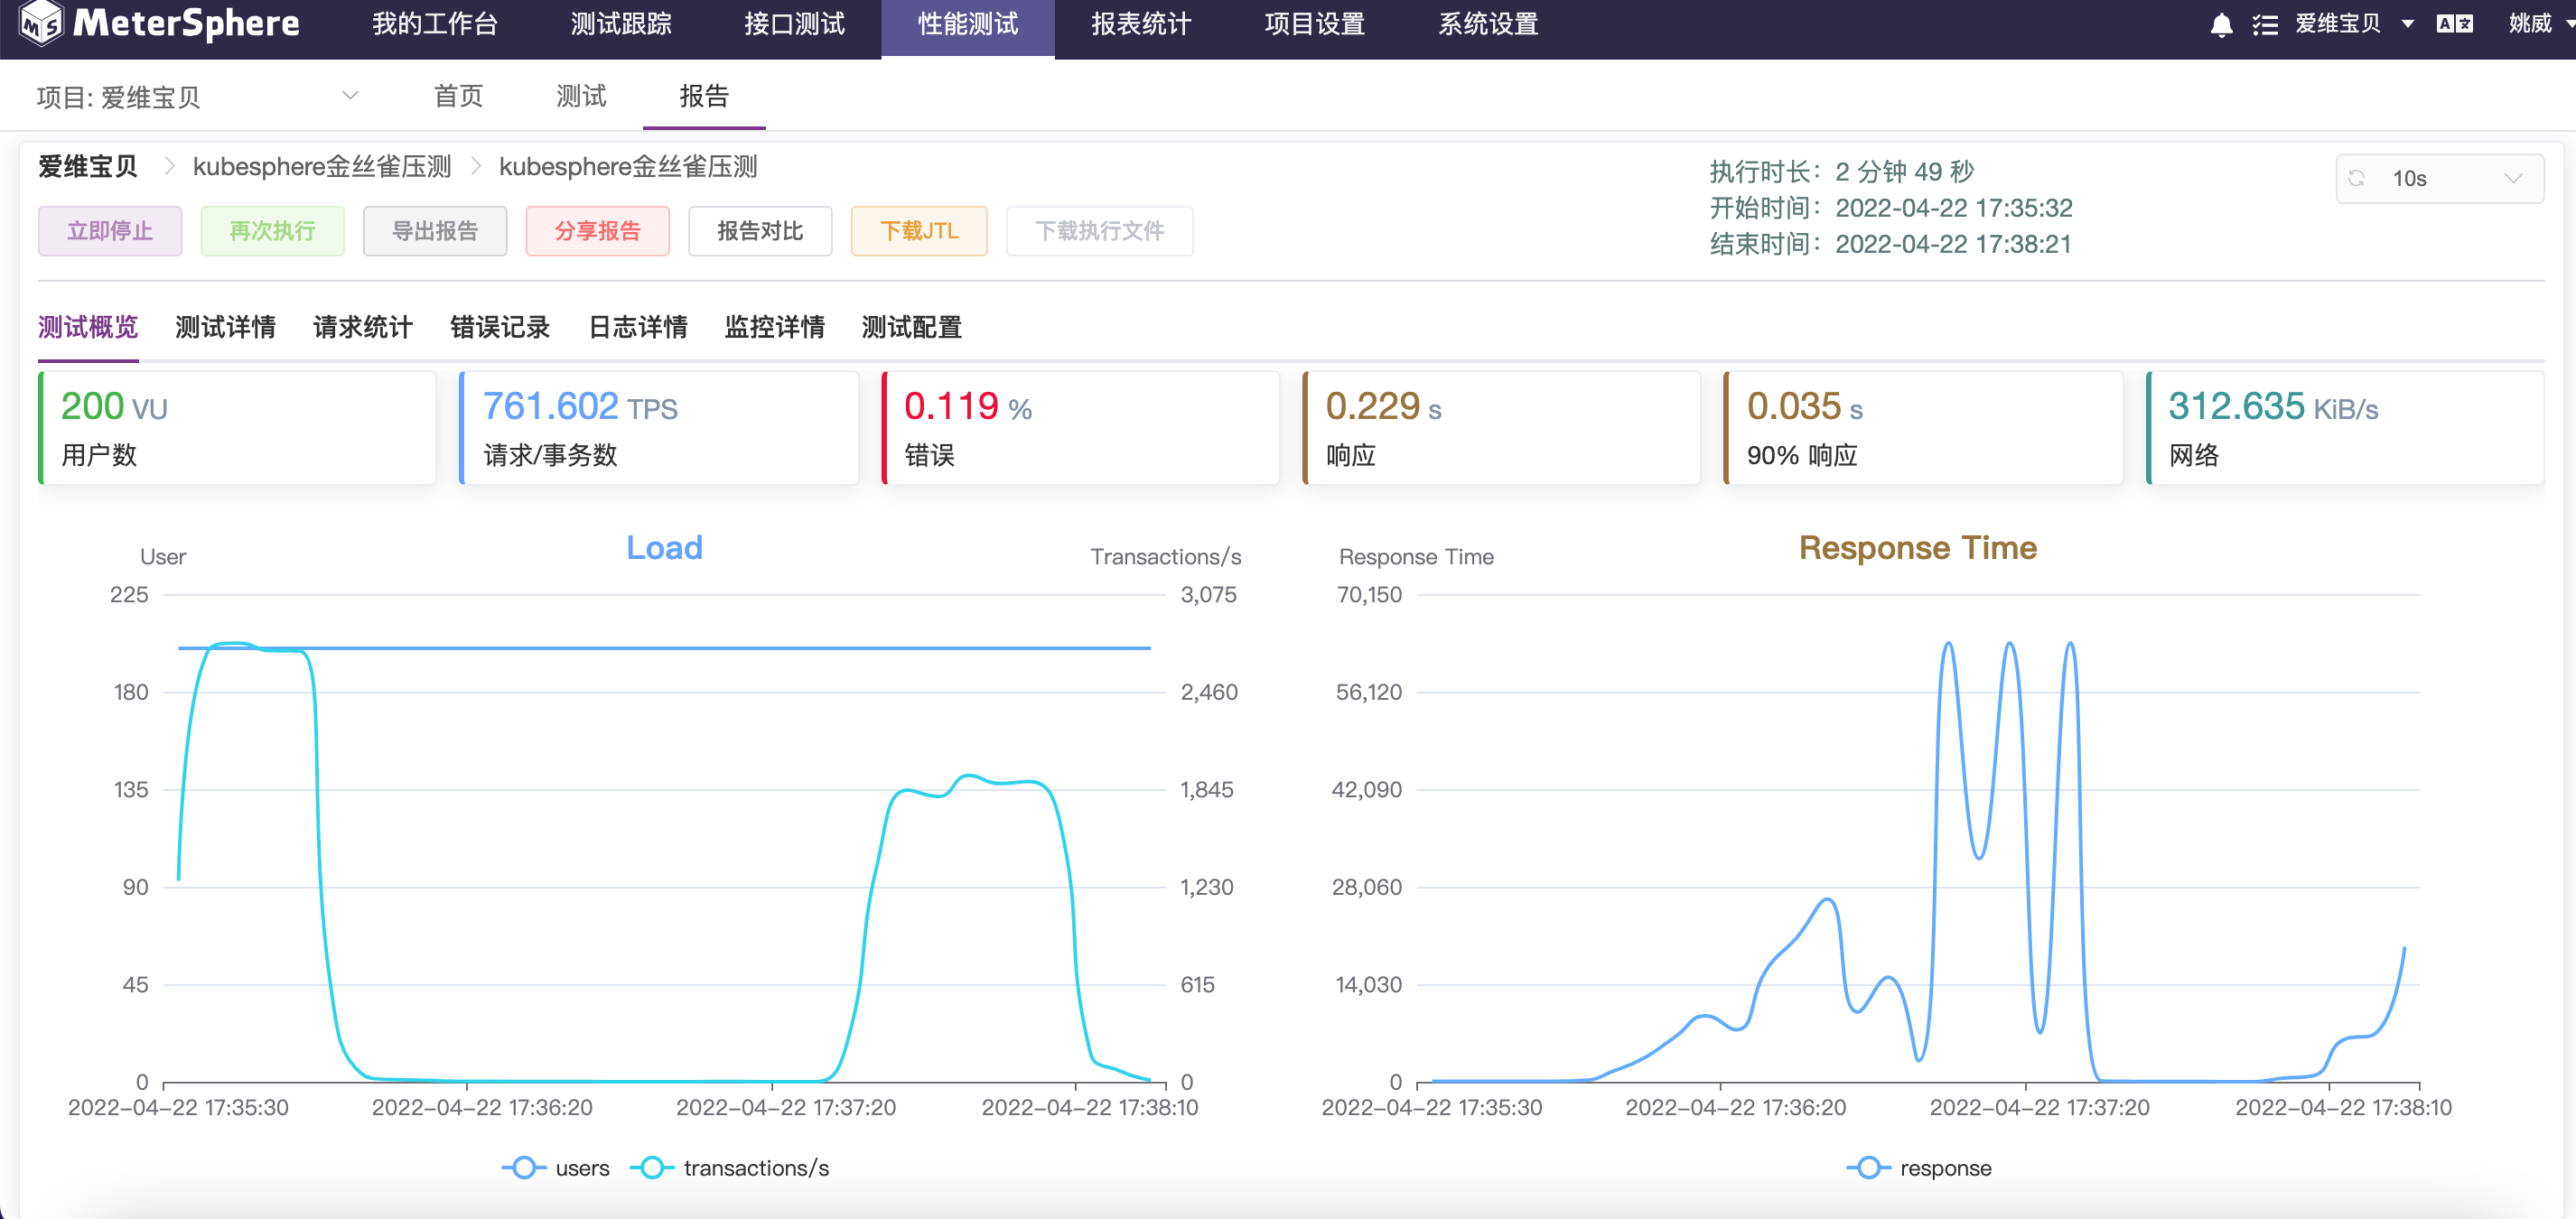 MeterSphere 我的工作台 测试跟踪 接口测试 性能测试 报表统计 项目设置 系统设置 爱维宝贝 姚威
项目: 爱维宝贝 首页 测试 报告
爱维宝贝 kubesphere金丝雀压测 kubesphere金丝雀压测
执行时长: 2 分钟 49 秒
开始时间: 2022-04-22 17:35:32
结束时间: 2022-04-22 17:38:21
10s
立即停止 再次执行 导出报告 分享报告 报告对比 下载JTL 下载执行文件
测试概览 测试详情 请求统计 错误记录 日志详情 监控详情 测试配置
200 VU
用户数
761.602 TPS
请求/事务数
0.119 %
错误
0.229 s
响应
0.035 s
90% 响应
312.635 KiB/s
网络
Load
User
Transactions/s
225
180
135
90
45
0
3,075
2,460
1,845
1,230
615
0
2022-04-22 17:35:30 2022-04-22 17:36:20 2022-04-22 17:37:20 2022-04-22 17:38:10
users transactions/s
Response Time
Response Time
70,150
56,120
42,090
28,060
14,030
0
2022-04-22 17:35:30 2022-04-22 17:36:20 2022-04-22 17:37:20 2022-04-22 17:38:10
response